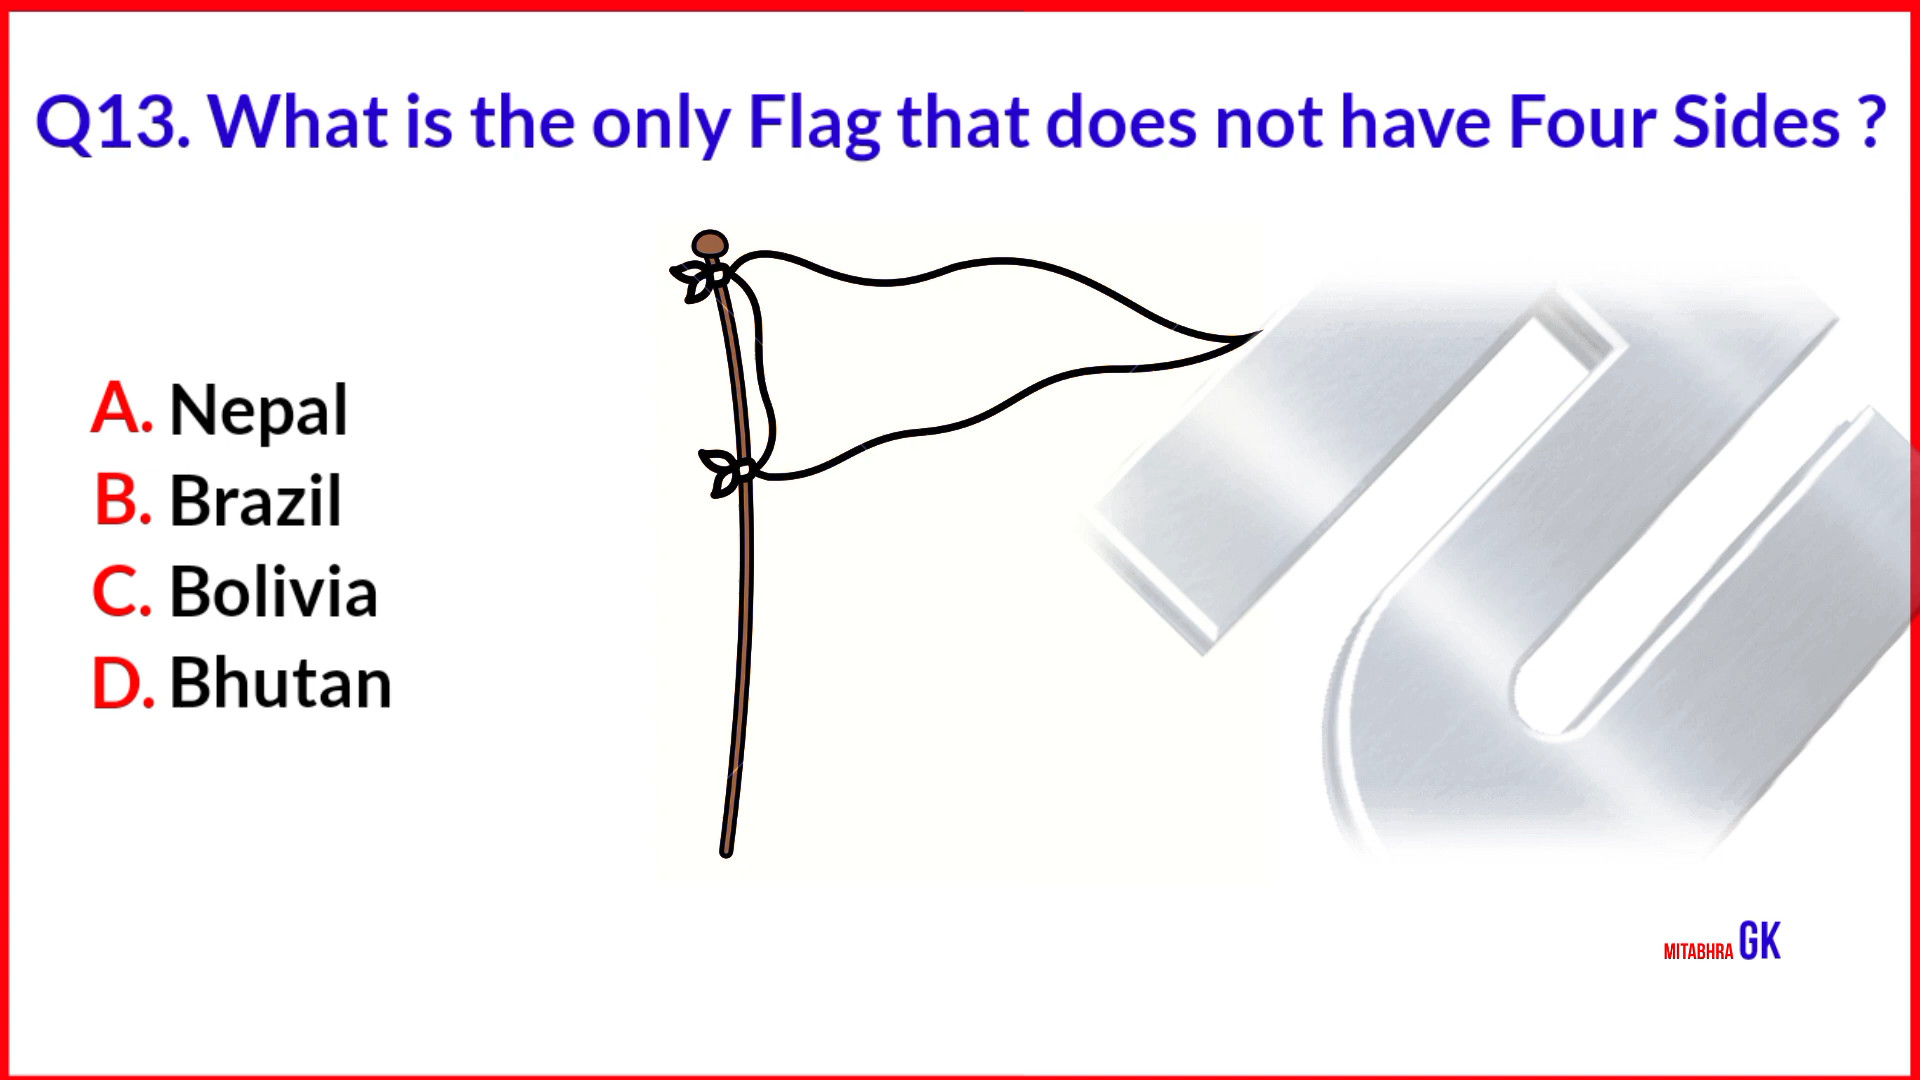 Q13. What is the only Flag that does not have Four Sides ?
A. Nepal
B. Brazil
C. Bolivia
D. Bhutan
MITABHRA GK